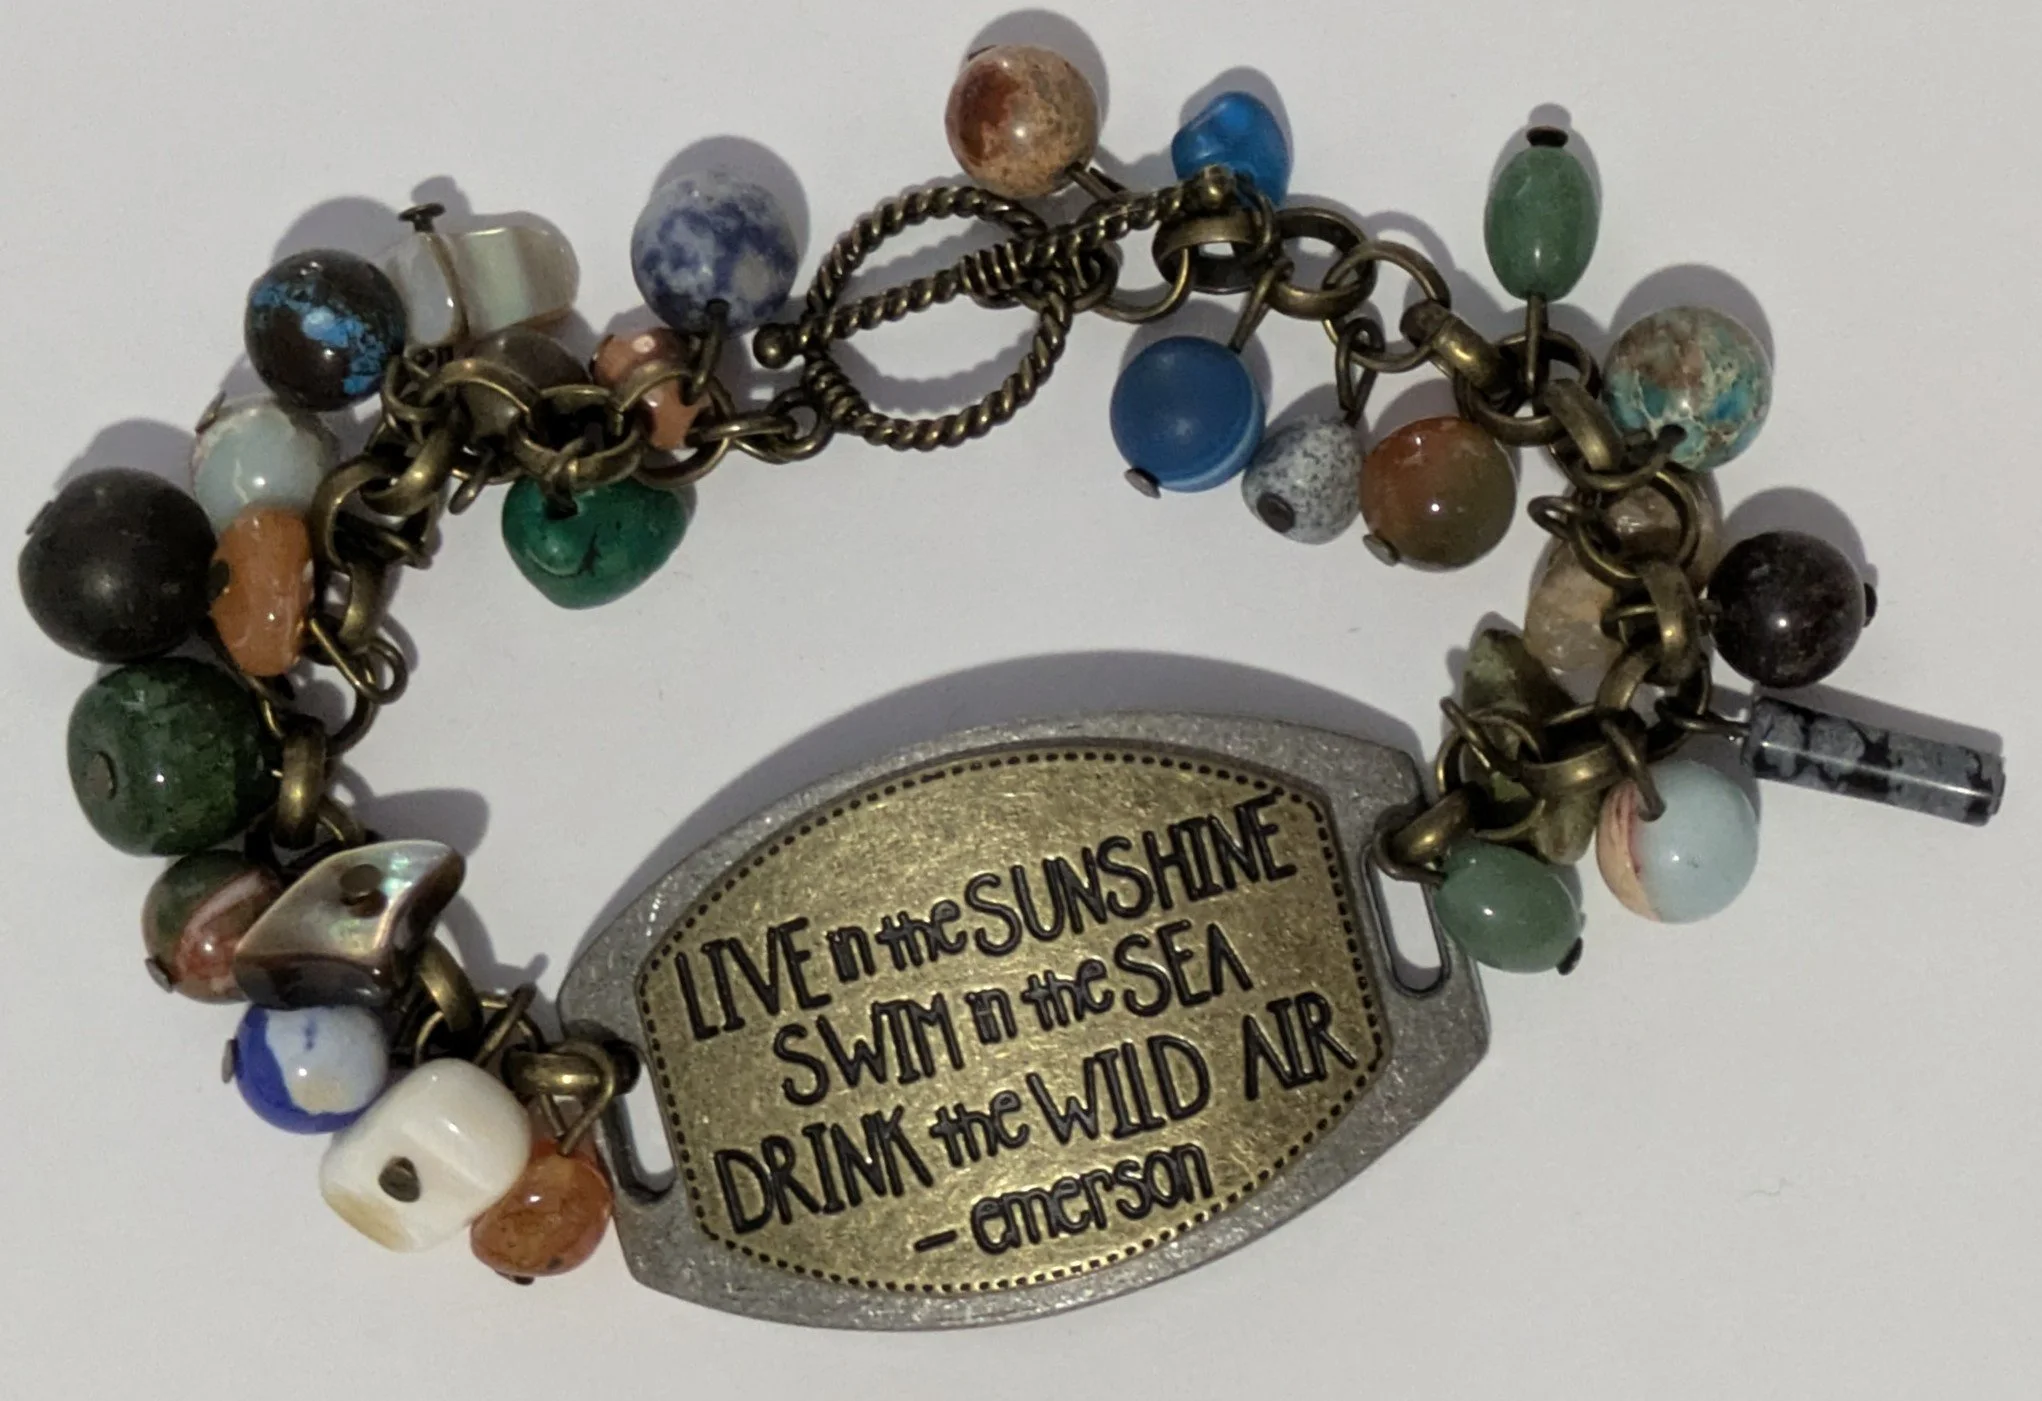 LIVE in the SUNSHINE
SWIM in the SEA
DRINK the WILD AIR
- emerson